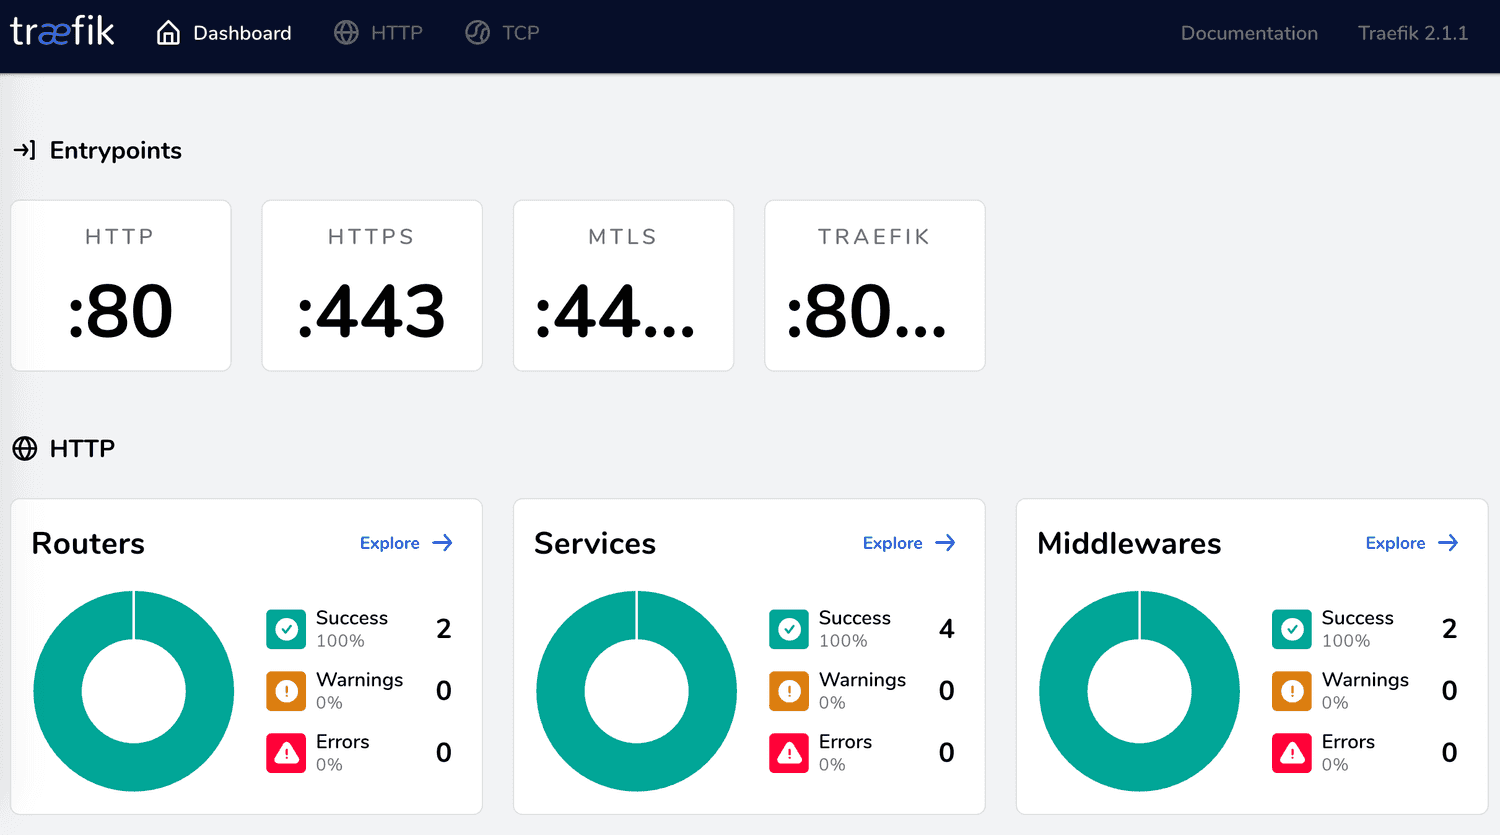 træfik Dashboard HTTP TCP Documentation Traefik 2.1.1
Entrypoints
HTTP HTTPS MTLS TRAEFIK
:80 :443 :44... :80...
HTTP
Routers Explore
Success 2
100%
Warnings 0
0%
Errors 0
0%
Services Explore
Success 4
100%
Warnings 0
0%
Errors 0
0%
Middlewares Explore
Success 2
100%
Warnings 0
0%
Errors 0
0%